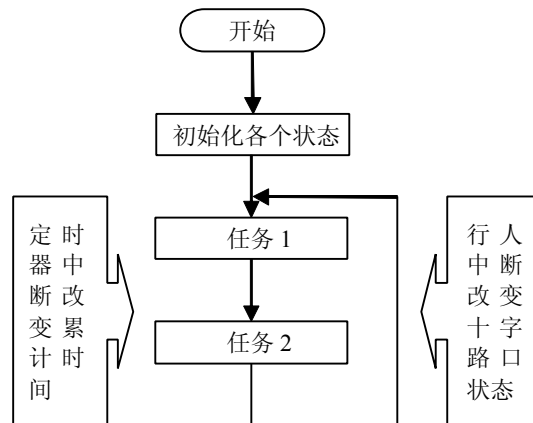 开始
初始化各个状态
任务 1
任务 2
定时
器中
断改
变累
计时
间
行人
中断
改变
十字
路口
状态